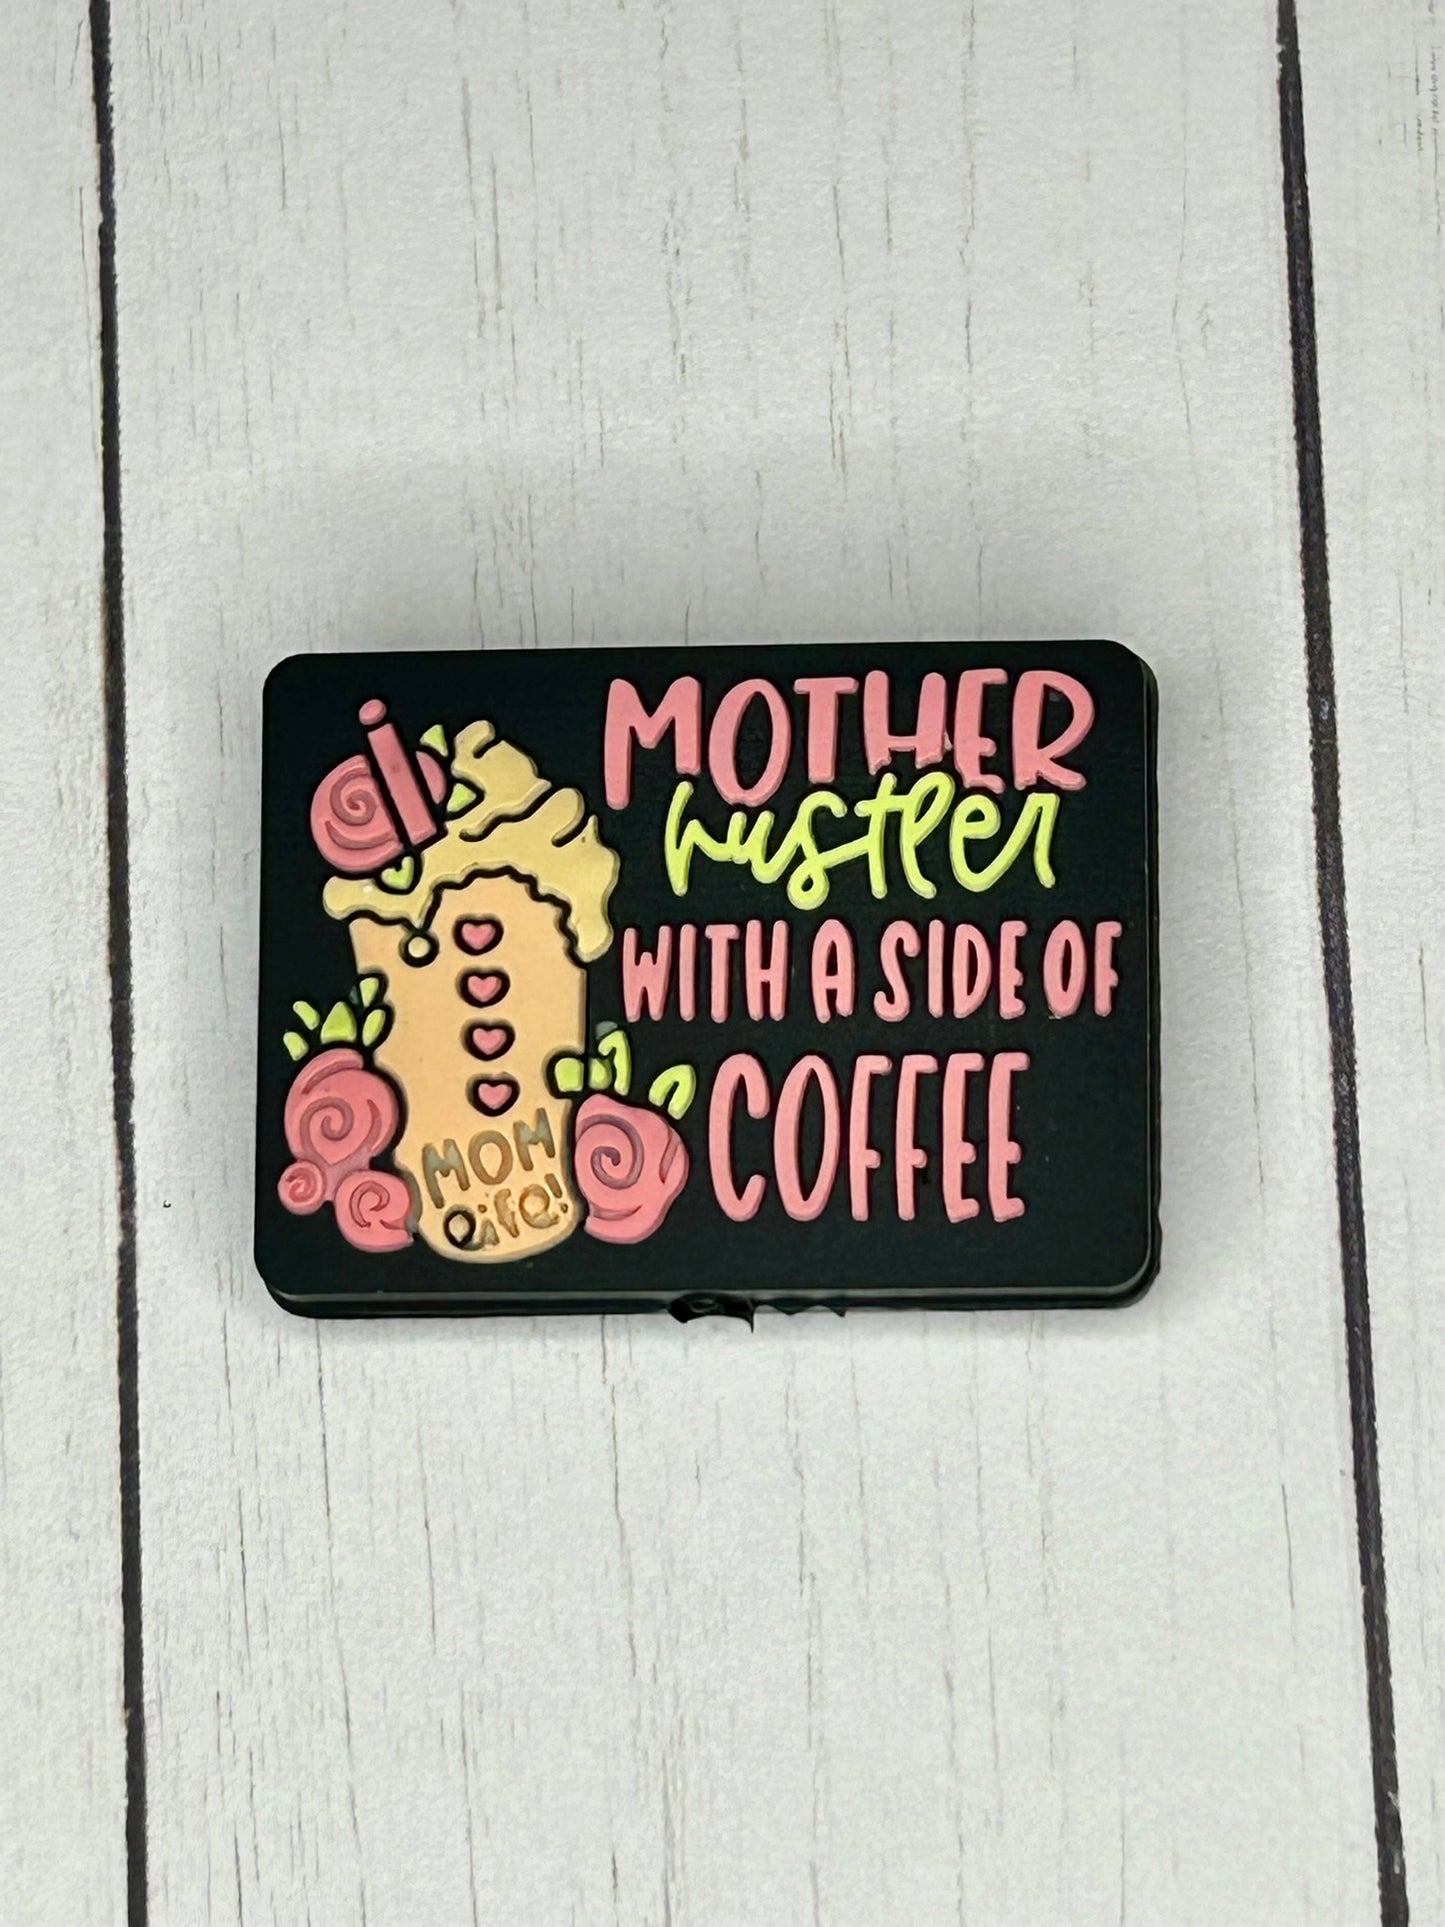 MOTHER
hustler
WITH A SIDE OF
COFFEE
MOM
life!